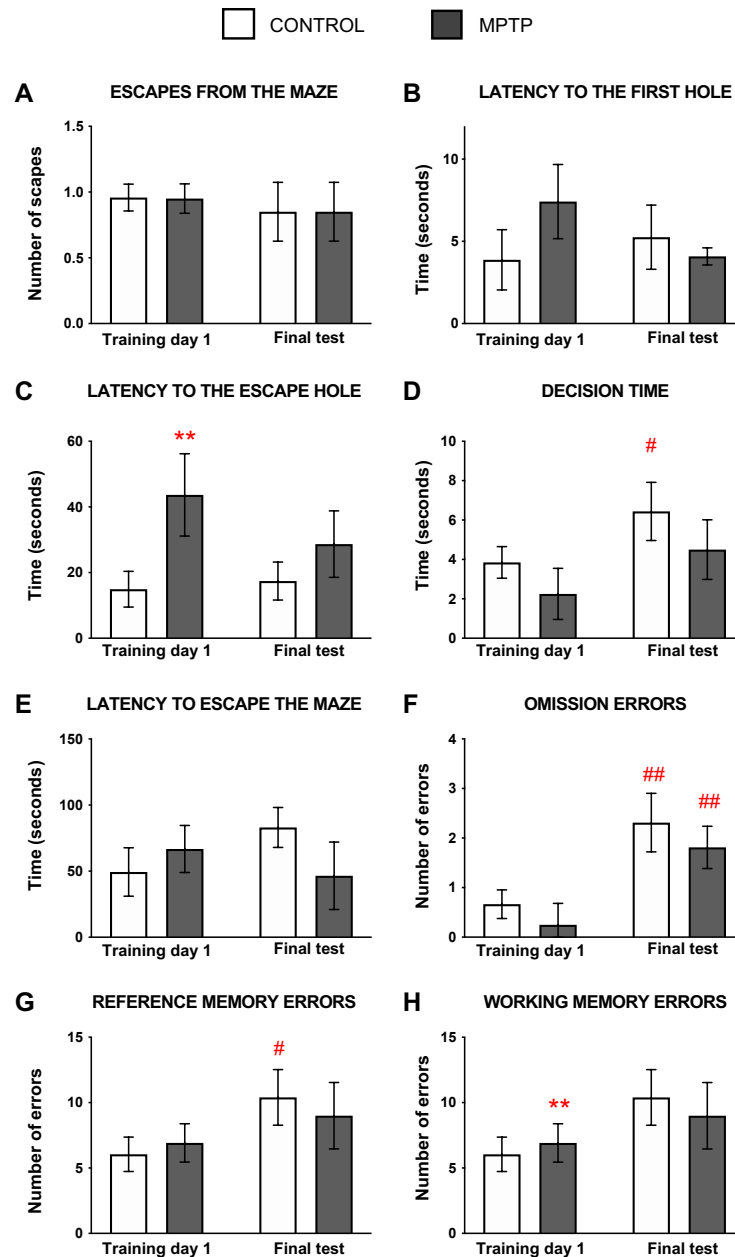 CONTROL MPTP
A ESCAPES FROM THE MAZE
Number of scapes
1.5
1.0
0.5
0.0
Training day 1 Final test
B LATENCY TO THE FIRST HOLE
Time (seconds)
10
5
0
Training day 1 Final test
C LATENCY TO THE ESCAPE HOLE
Time (seconds)
60
40
20
0
**
Training day 1 Final test
D DECISION TIME
Time (seconds)
10
8
6
4
2
0
#
Training day 1 Final test
E LATENCY TO ESCAPE THE MAZE
Time (seconds)
150
100
50
0
Training day 1 Final test
F OMISSION ERRORS
Number of errors
4
3
2
1
0
## ##
Training day 1 Final test
G REFERENCE MEMORY ERRORS
Number of errors
15
10
5
0
#
Training day 1 Final test
H WORKING MEMORY ERRORS
Number of errors
15
10
5
0
**
Training day 1 Final test